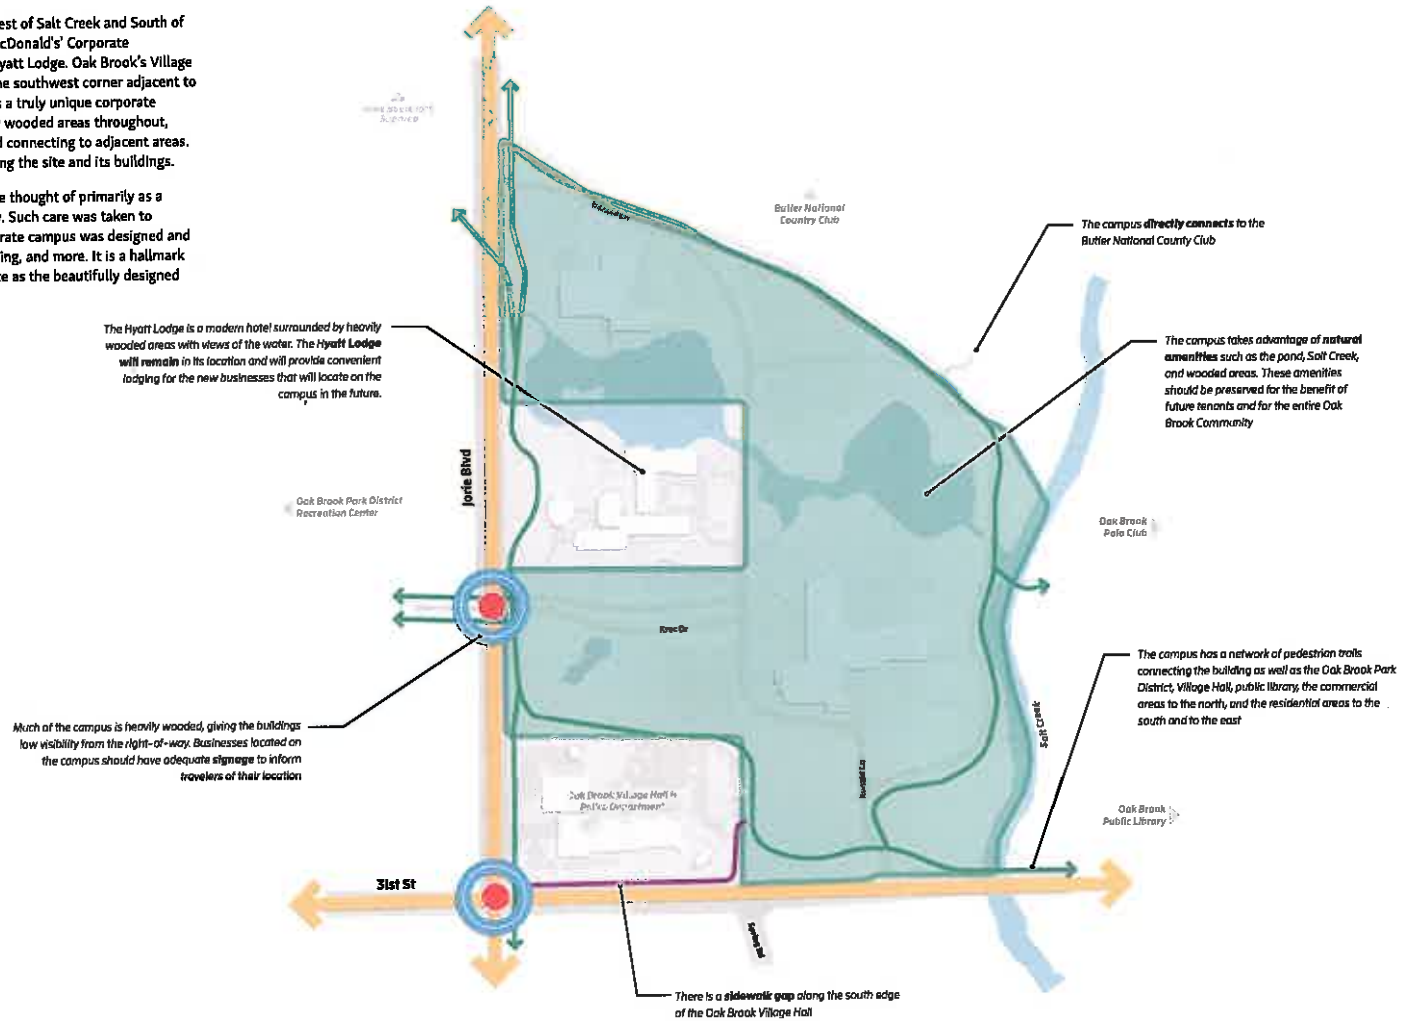 est of Salt Creek and South of
cDonald's' Corporate
yatt Lodge. Oak Brook's Village
he southwest corner adjacent to
s a truly unique corporate
wooded areas throughout,
d connecting to adjacent areas.
ing the site and its buildings.
e thought of primarily as a
. Such care was taken to
rate campus was designed and
ing, and more. It is a hallmark
te as the beautifully designed
Butler National
Country Club
The campus directly connects to the
Butler National County Club
The Hyatt Lodge is a modern hotel surrounded by heavily
wooded areas with views of the water. The Hyatt Lodge
will remain in its location and will provide convenient
lodging for the new businesses that will locate on the
campus in the future.
The campus takes advantage of natural
amenities such as the pond, Salt Creek,
and wooded areas. These amenities
should be preserved for the benefit of
future tenants and for the entire Oak
Brook Community
Jorie Blvd
Oak Brook Park District
Recreation Center
Oak Brook
Polo Club
Kroc Dr
The campus has a network of pedestrian trails
connecting the building as well as the Oak Brook Park
District, Village Hall, public library, the commercial
areas to the north, and the residential areas to the
south and to the east
Salt Creek
Much of the campus is heavily wooded, giving the buildings
low visibility from the right-of-way. Businesses located on
the campus should have adequate signage to inform
travelers of their location
Ronald Ln
Oak Brook Village Hall &
Police Department
Oak Brook
Public Library
31st St
Spring Rd
There is a sidewalk gap along the south edge
of the Oak Brook Village Hall